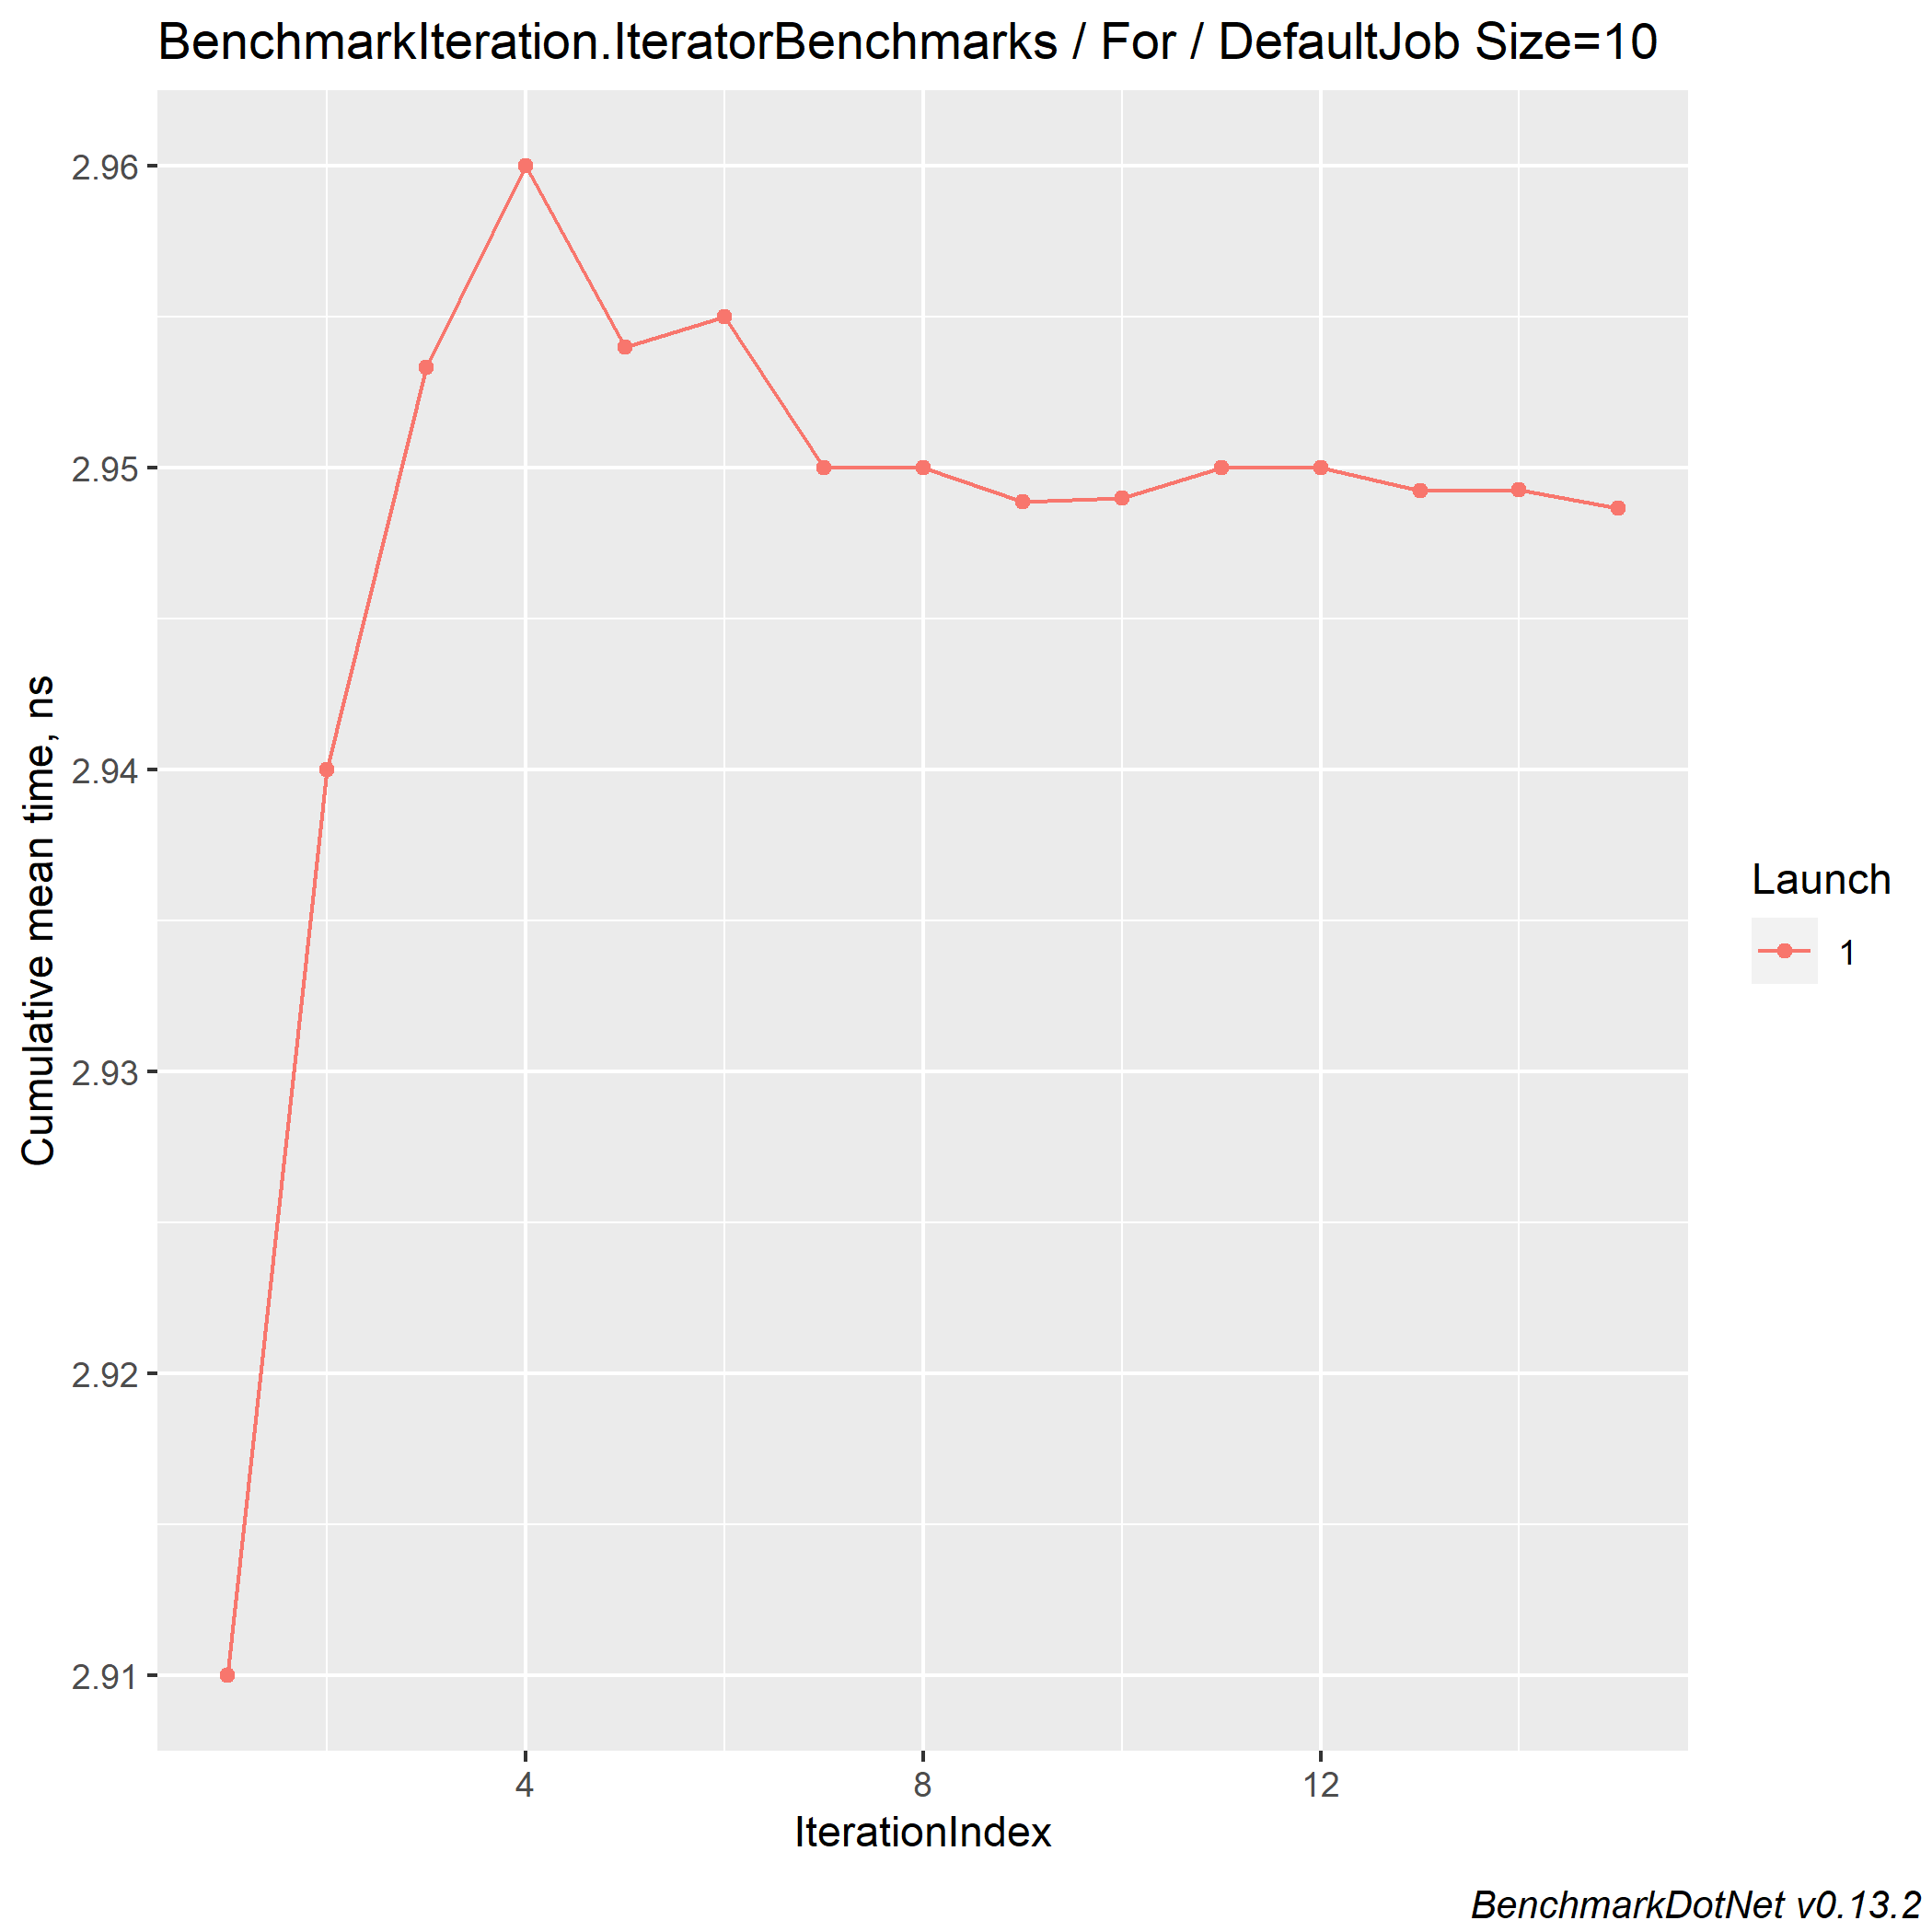 BenchmarkIteration.IteratorBenchmarks / For / DefaultJob Size=10
2.96
2.95
2.94
2.93
2.92
2.91
Cumulative mean time, ns
4 8 12
IterationIndex
Launch
1
BenchmarkDotNet v0.13.2